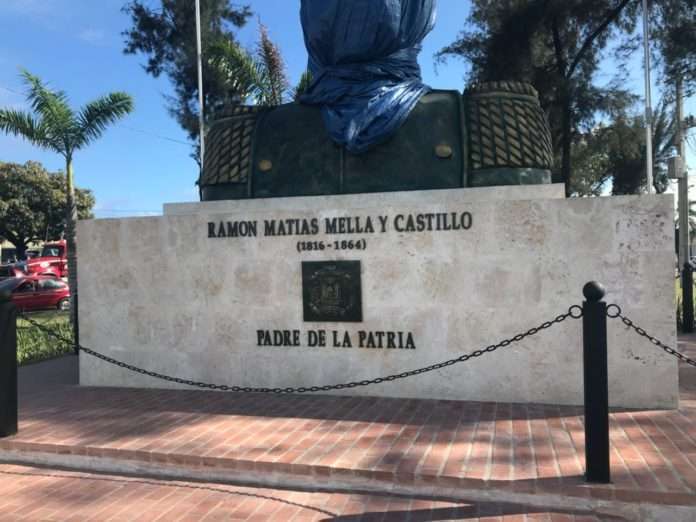 RAMON MATIAS MELLA Y CASTILLO
(1816-1864)
PADRE DE LA PATRIA